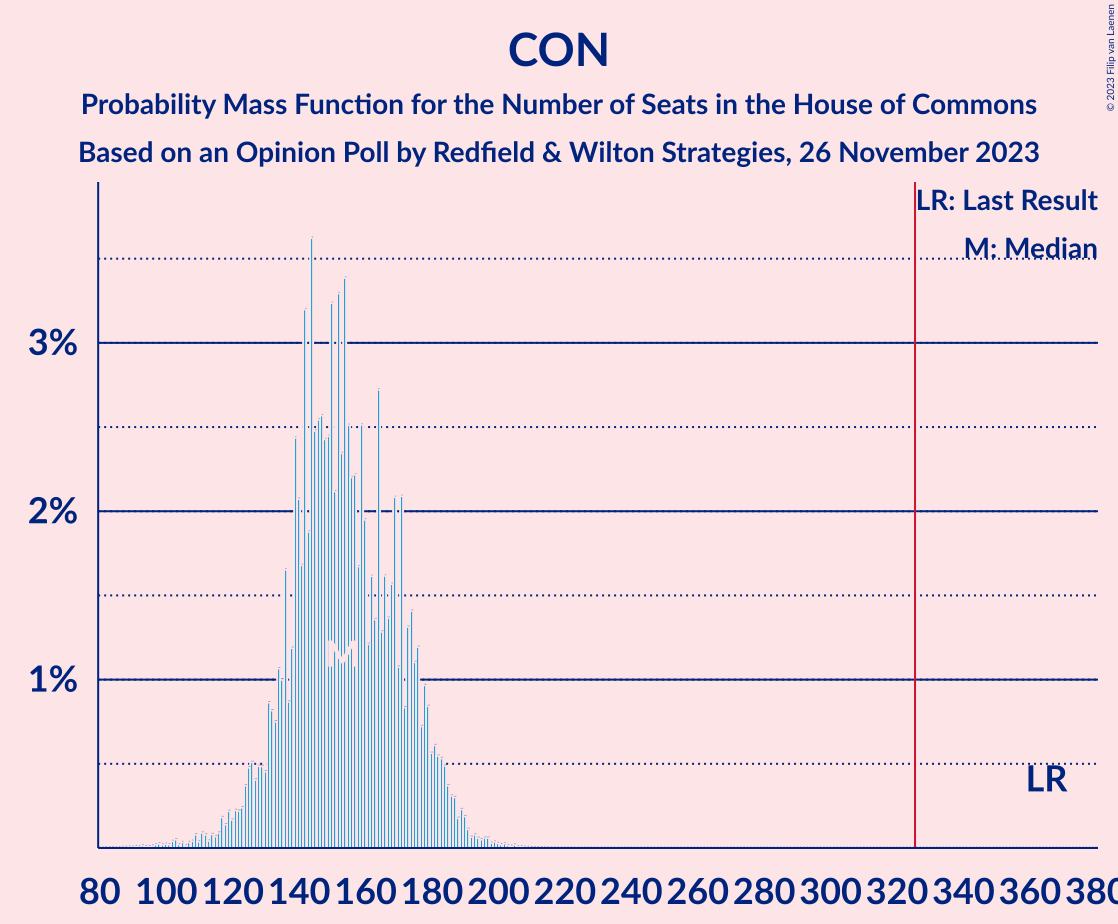 CON
Probability Mass Function for the Number of Seats in the House of Commons
Based on an Opinion Poll by Redfield & Wilton Strategies, 26 November 2023
© 2023 Filip van Laenen
LR: Last Result
M: Median
3%
2%
1%
M
LR
80 100 120 140 160 180 200 220 240 260 280 300 320 340 360 380